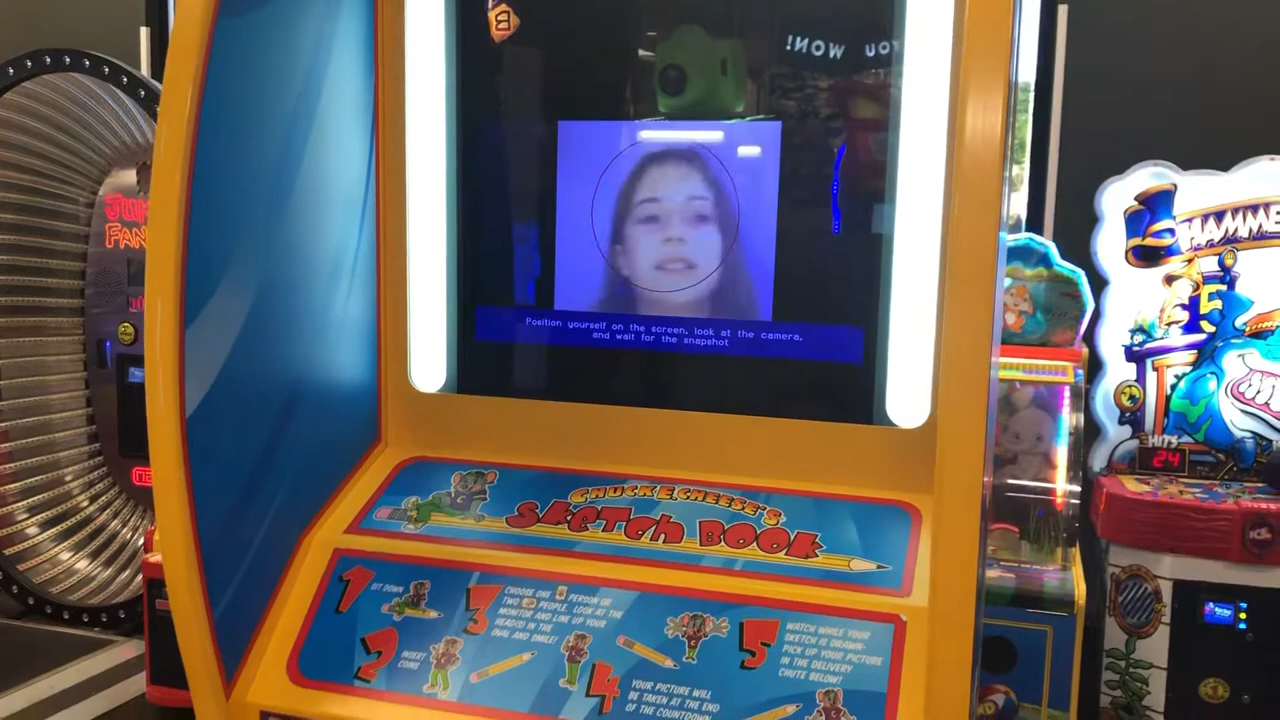 B
YOU WON!
JUM
FAN
Position yourself on the screen, look at the camera,
and wait for the snapshot
HAMME
HITS
24
ICE
CHUCK E. CHEESE'S
SKETCH BOOK
1 SIT DOWN
2 INSERT
COINS
3 CHOOSE ONE PERSON OR
TWO PEOPLE. LOOK AT THE
MONITOR AND LINE UP YOUR
HEAD(S) IN THE
OVAL AND SMILE!
4 YOUR PICTURE WILL
BE TAKEN AT THE END
OF THE COUNTDOWN
5 WATCH WHILE YOUR
SKETCH IS DRAWN-
PICK UP YOUR PICTURE
IN THE DELIVERY
CHUTE BELOW!